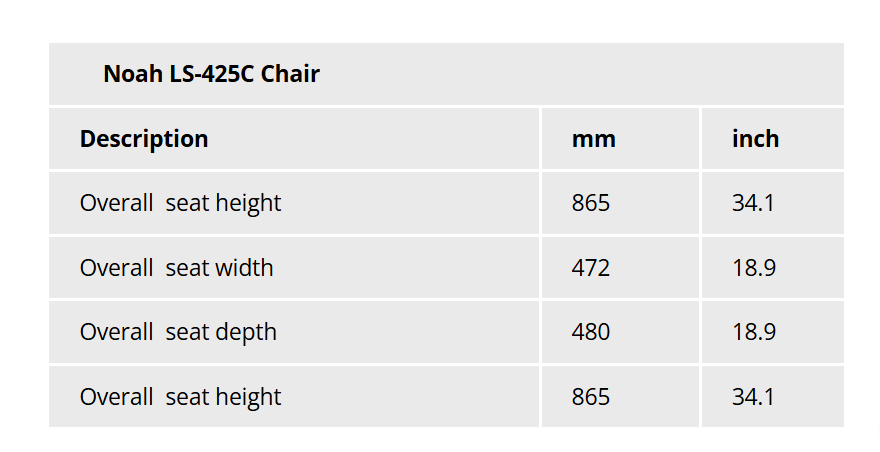 Noah LS-425C Chair
Description mm inch
Overall seat height 865 34.1
Overall seat width 472 18.9
Overall seat depth 480 18.9
Overall seat height 865 34.1